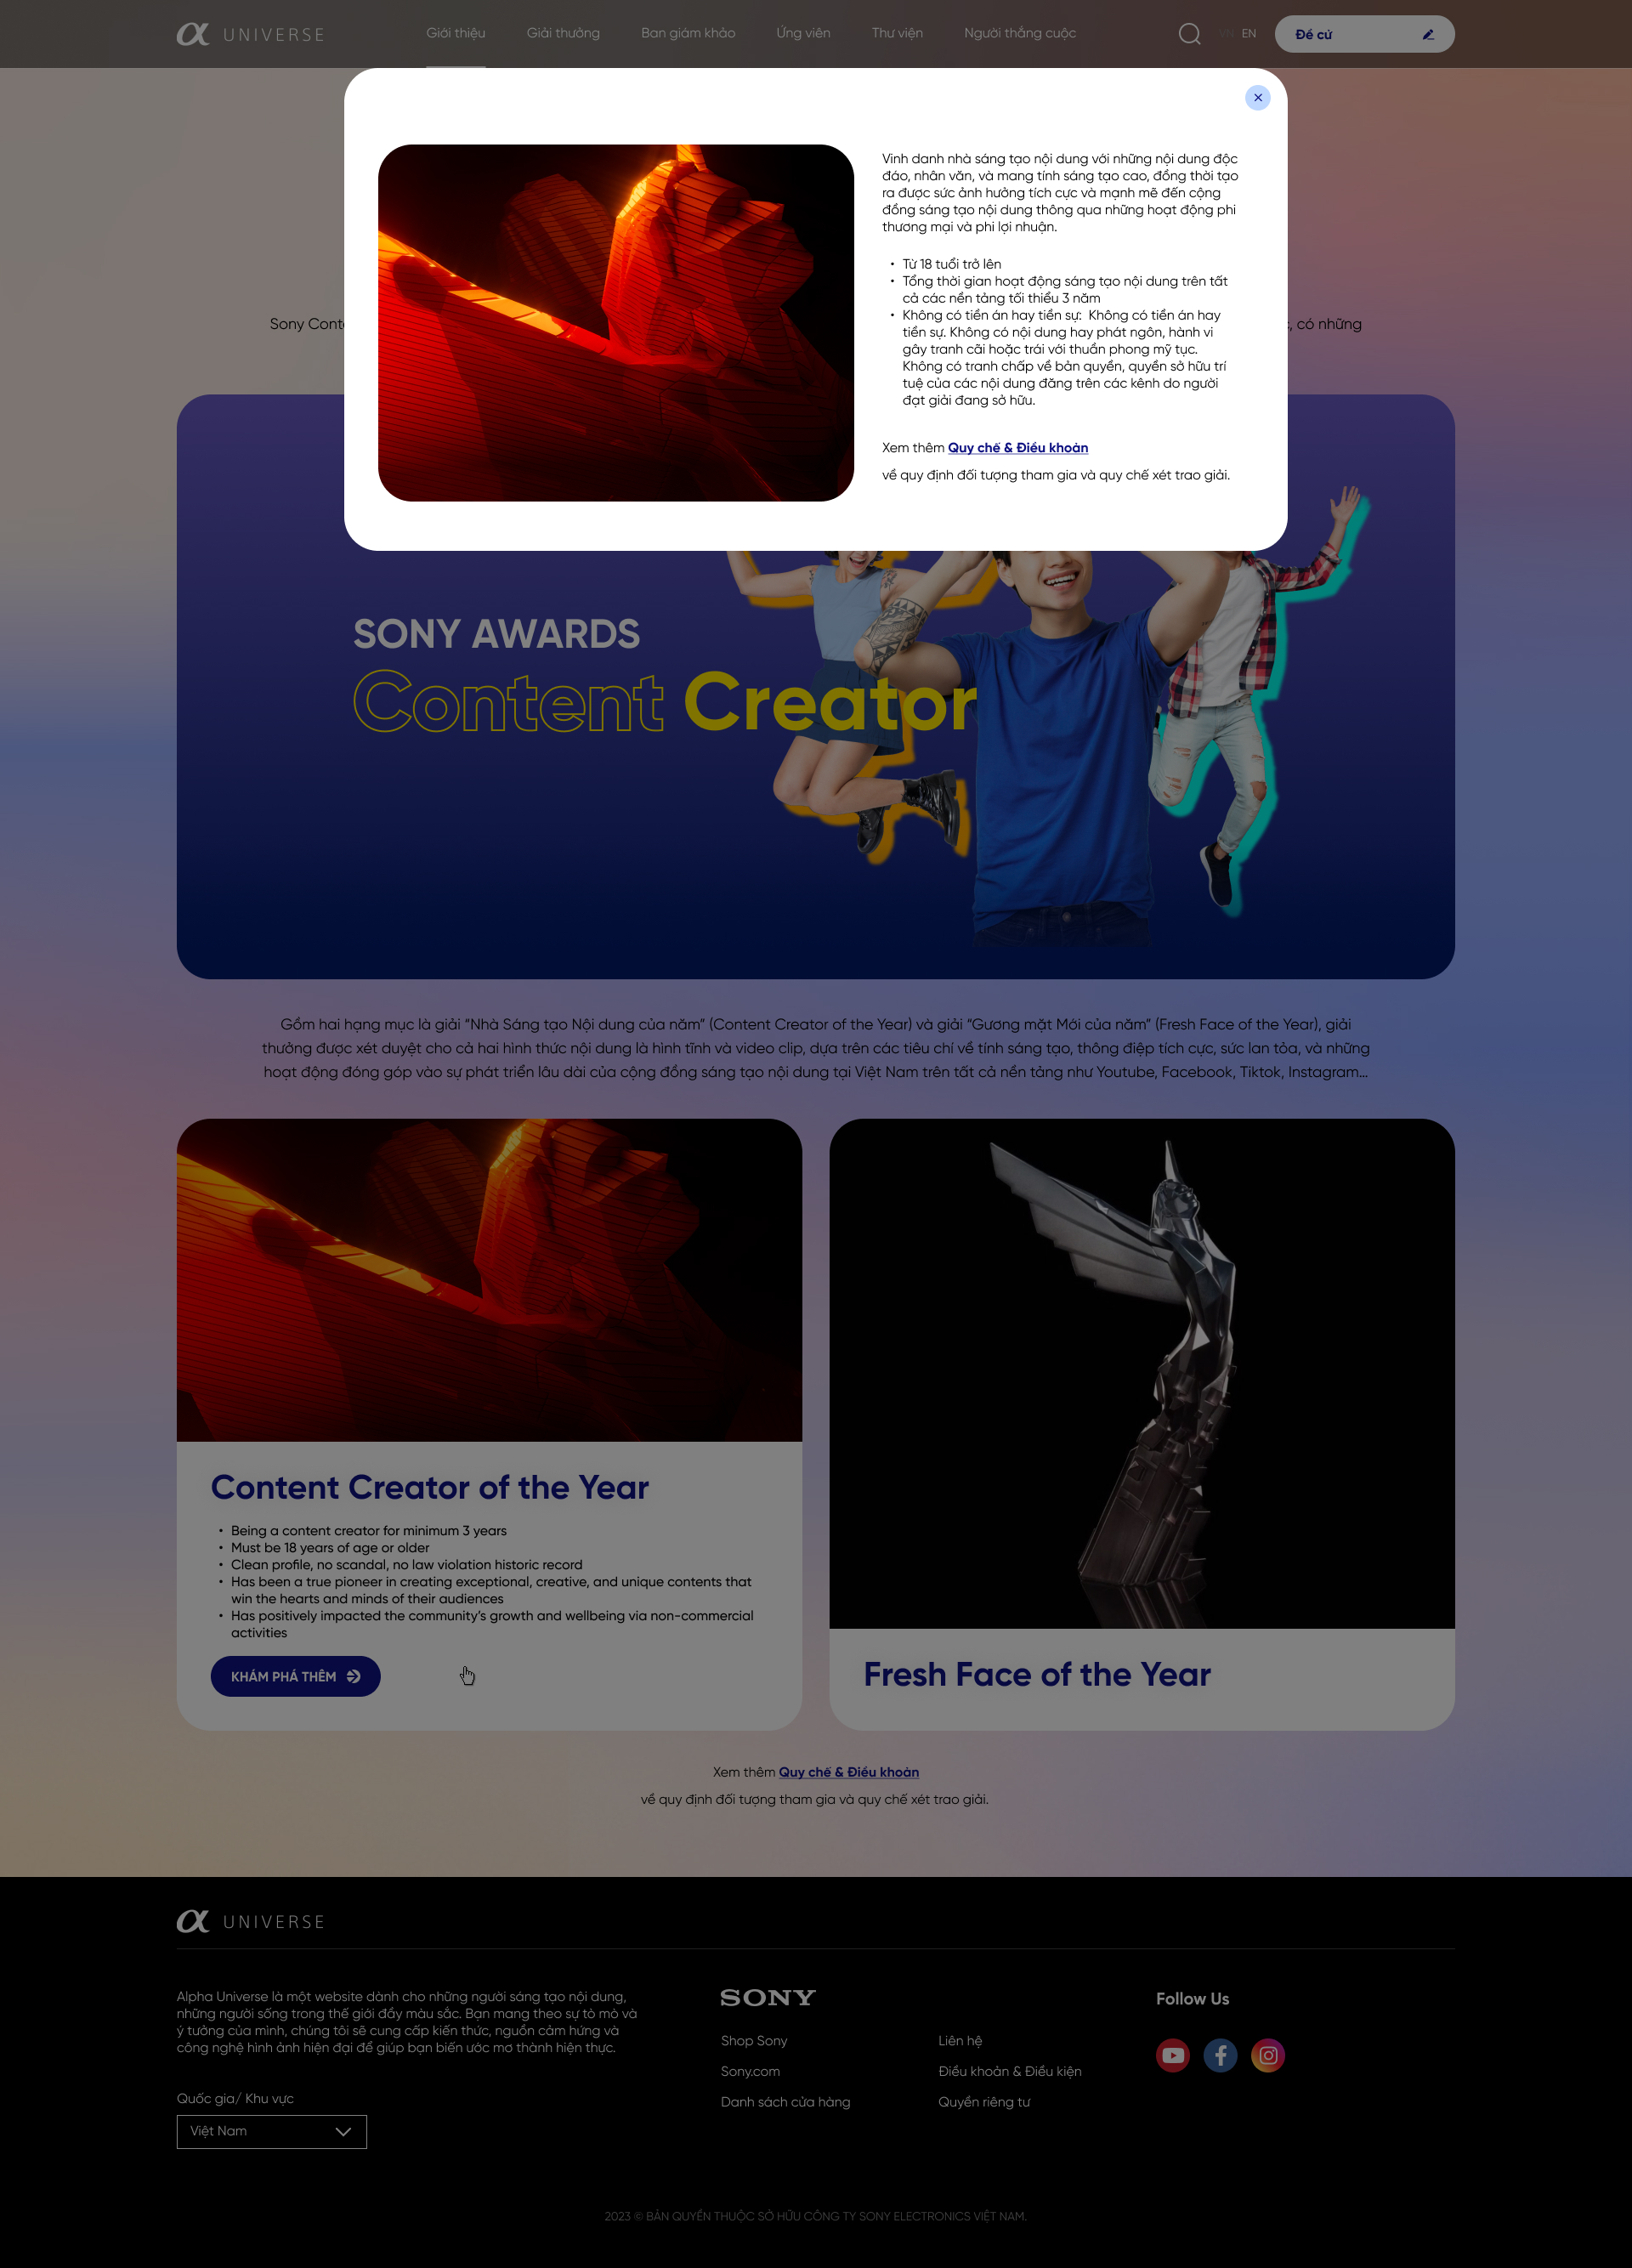 α UNIVERSE
Giới thiệu
Giải thưởng
Ban giám khảo
Ứng viên
Thư viện
Người thắng cuộc
VN EN
Đề cử
Vinh danh nhà sáng tạo nội dung với những nội dung độc
đáo, nhân văn, và mang tính sáng tạo cao, đồng thời tạo
ra được sức ảnh hưởng tích cực và mạnh mẽ đến cộng
đồng sáng tạo nội dung thông qua những hoạt động phi
thương mại và phi lợi nhuận.
• Từ 18 tuổi trở lên
• Tổng thời gian hoạt động sáng tạo nội dung trên tất
cả các nền tảng tối thiểu 3 năm
• Không có tiền án hay tiền sự:  Không có tiền án hay
tiền sự. Không có nội dung hay phát ngôn, hành vi
gây tranh cãi hoặc trái với thuần phong mỹ tục.
Không có tranh chấp về bản quyền, quyền sở hữu trí
tuệ của các nội dung đăng trên các kênh do người
đạt giải đang sở hữu.
Xem thêm Quy chế & Điều khoản
về quy định đối tượng tham gia và quy chế xét trao giải.
Sony
có những
SONY AWARDS
Content Creator
Gồm hai hạng mục là giải “Nhà Sáng tạo Nội dung của năm” (Content Creator of the Year) và giải “Gương mặt Mới của năm” (Fresh Face of the Year), giải
thưởng được xét duyệt cho cả hai hình thức nội dung là hình tĩnh và video clip, dựa trên các tiêu chí về tính sáng tạo, thông điệp tích cực, sức lan tỏa, và những
hoạt động đóng góp vào sự phát triển lâu dài của cộng đồng sáng tạo nội dung tại Việt Nam trên tất cả nền tảng như Youtube, Facebook, Tiktok, Instagram...
Content Creator of the Year
• Being a content creator for minimum 3 years
• Must be 18 years of age or older
• Clean profile, no scandal, no law violation historic record
• Has been a true pioneer in creating exceptional, creative, and unique contents that
win the hearts and minds of their audiences
• Has positively impacted the community’s growth and wellbeing via non-commercial
activities
KHÁM PHÁ THÊM
Fresh Face of the Year
Xem thêm Quy chế & Điều khoản
về quy định đối tượng tham gia và quy chế xét trao giải.
α UNIVERSE
Alpha Universe là một website dành cho những người sáng tạo nội dung,
những người sống trong thế giới đầy màu sắc. Bạn mang theo sự tò mò và
ý tưởng của mình, chúng tôi sẽ cung cấp kiến thức, nguồn cảm hứng và
công nghệ hình ảnh hiện đại để giúp bạn biến ước mơ thành hiện thực.
Quốc gia/ Khu vực
Việt Nam
SONY
Shop Sony
Sony.com
Danh sách cửa hàng
Liên hệ
Điều khoản & Điều kiện
Quyền riêng tư
Follow Us
2023 © BẢN QUYỀN THUỘC SỞ HỮU CÔNG TY SONY ELECTRONICS VIỆT NAM.